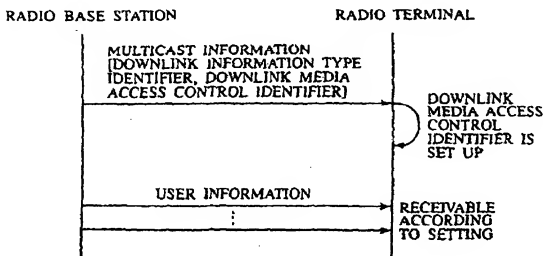 RADIO BASE STATION
RADIO TERMINAL
MULTICAST INFORMATION
(DOWNLINK INFORMATION TYPE
IDENTIFIER, DOWNLINK MEDIA
ACCESS CONTROL IDENTIFIER)
DOWNLINK
MEDIA ACCESS
CONTROL
IDENTIFIER IS
SET UP
USER INFORMATION
RECEIVABLE
ACCORDING
TO SETTING